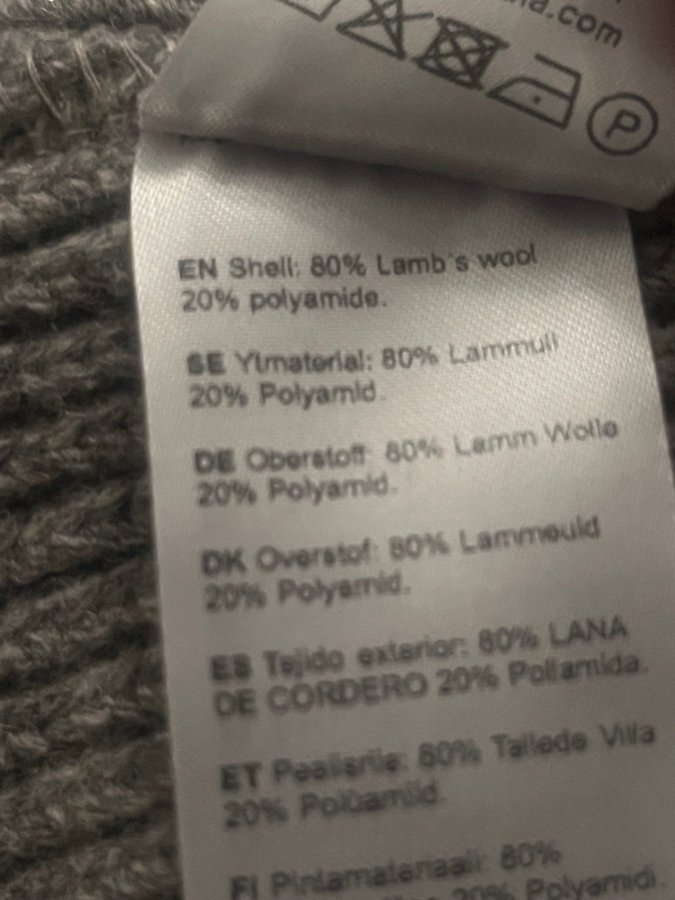 .com
P
EN Shell: 80% Lamb´s wool
20% polyamide.
SE Ytmaterial: 80% Lammull
20% Polyamid.
DE Oberstoff: 80% Lamm Wolle
20% Polyamid.
DK Overstof: 80% Lammeuld
20% Polyamid.
ES Tejido exterior: 80% LANA
DE CORDERO 20% Poliamida.
ET Pealisriie: 80% Tallede Villa
20% Polüamiid.
FI Pintamateriaali: 80%
20% Polyamidi.